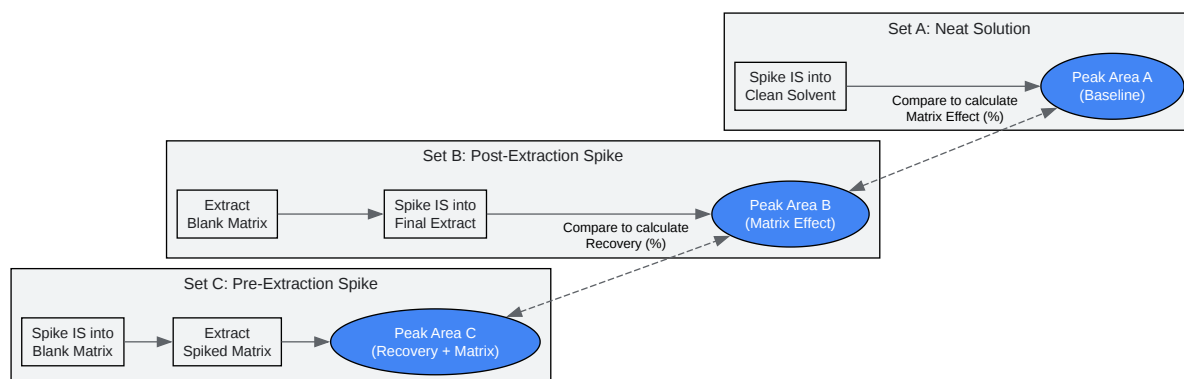 Set A: Neat Solution
Spike IS into
Clean Solvent
Compare to calculate
Matrix Effect (%)
Peak Area A
(Baseline)
Set B: Post-Extraction Spike
Extract
Blank Matrix
Spike IS into
Final Extract
Compare to calculate
Recovery (%)
Peak Area B
(Matrix Effect)
Set C: Pre-Extraction Spike
Spike IS into
Blank Matrix
Extract
Spiked Matrix
Peak Area C
(Recovery + Matrix)